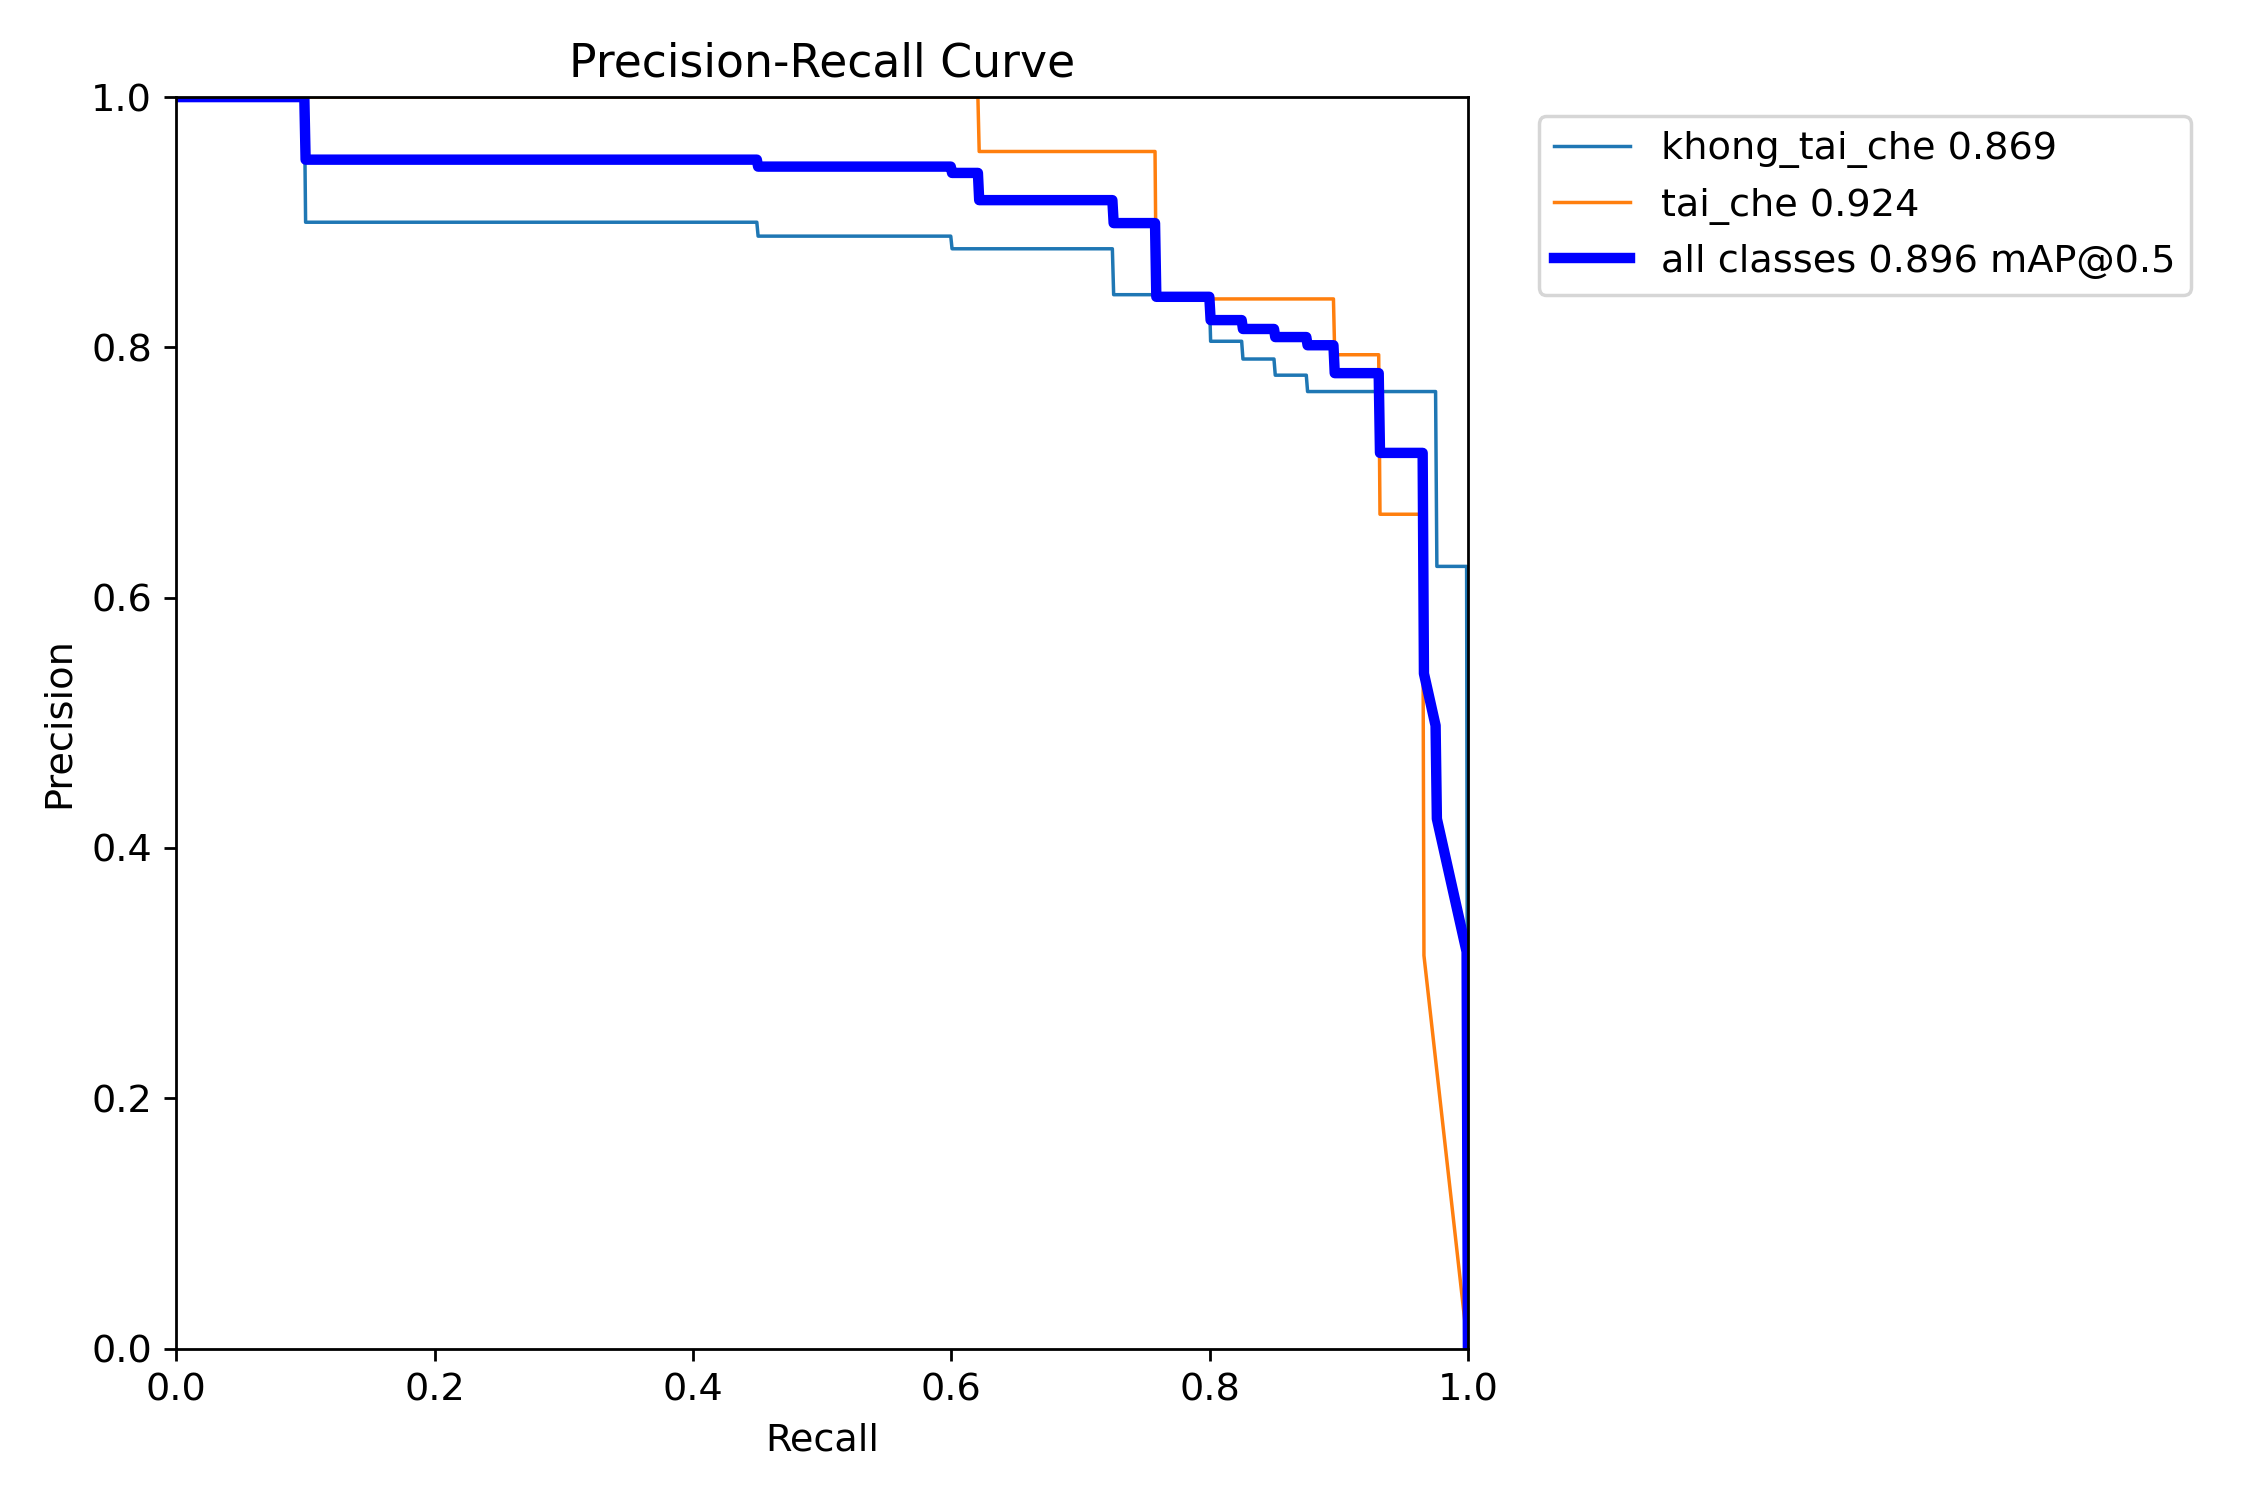 Precision-Recall Curve
1.0
0.8
0.6
0.4
0.2
0.0
Precision
0.0 0.2 0.4 0.6 0.8 1.0
Recall
khong_tai_che 0.869
tai_che 0.924
all classes 0.896 mAP@0.5